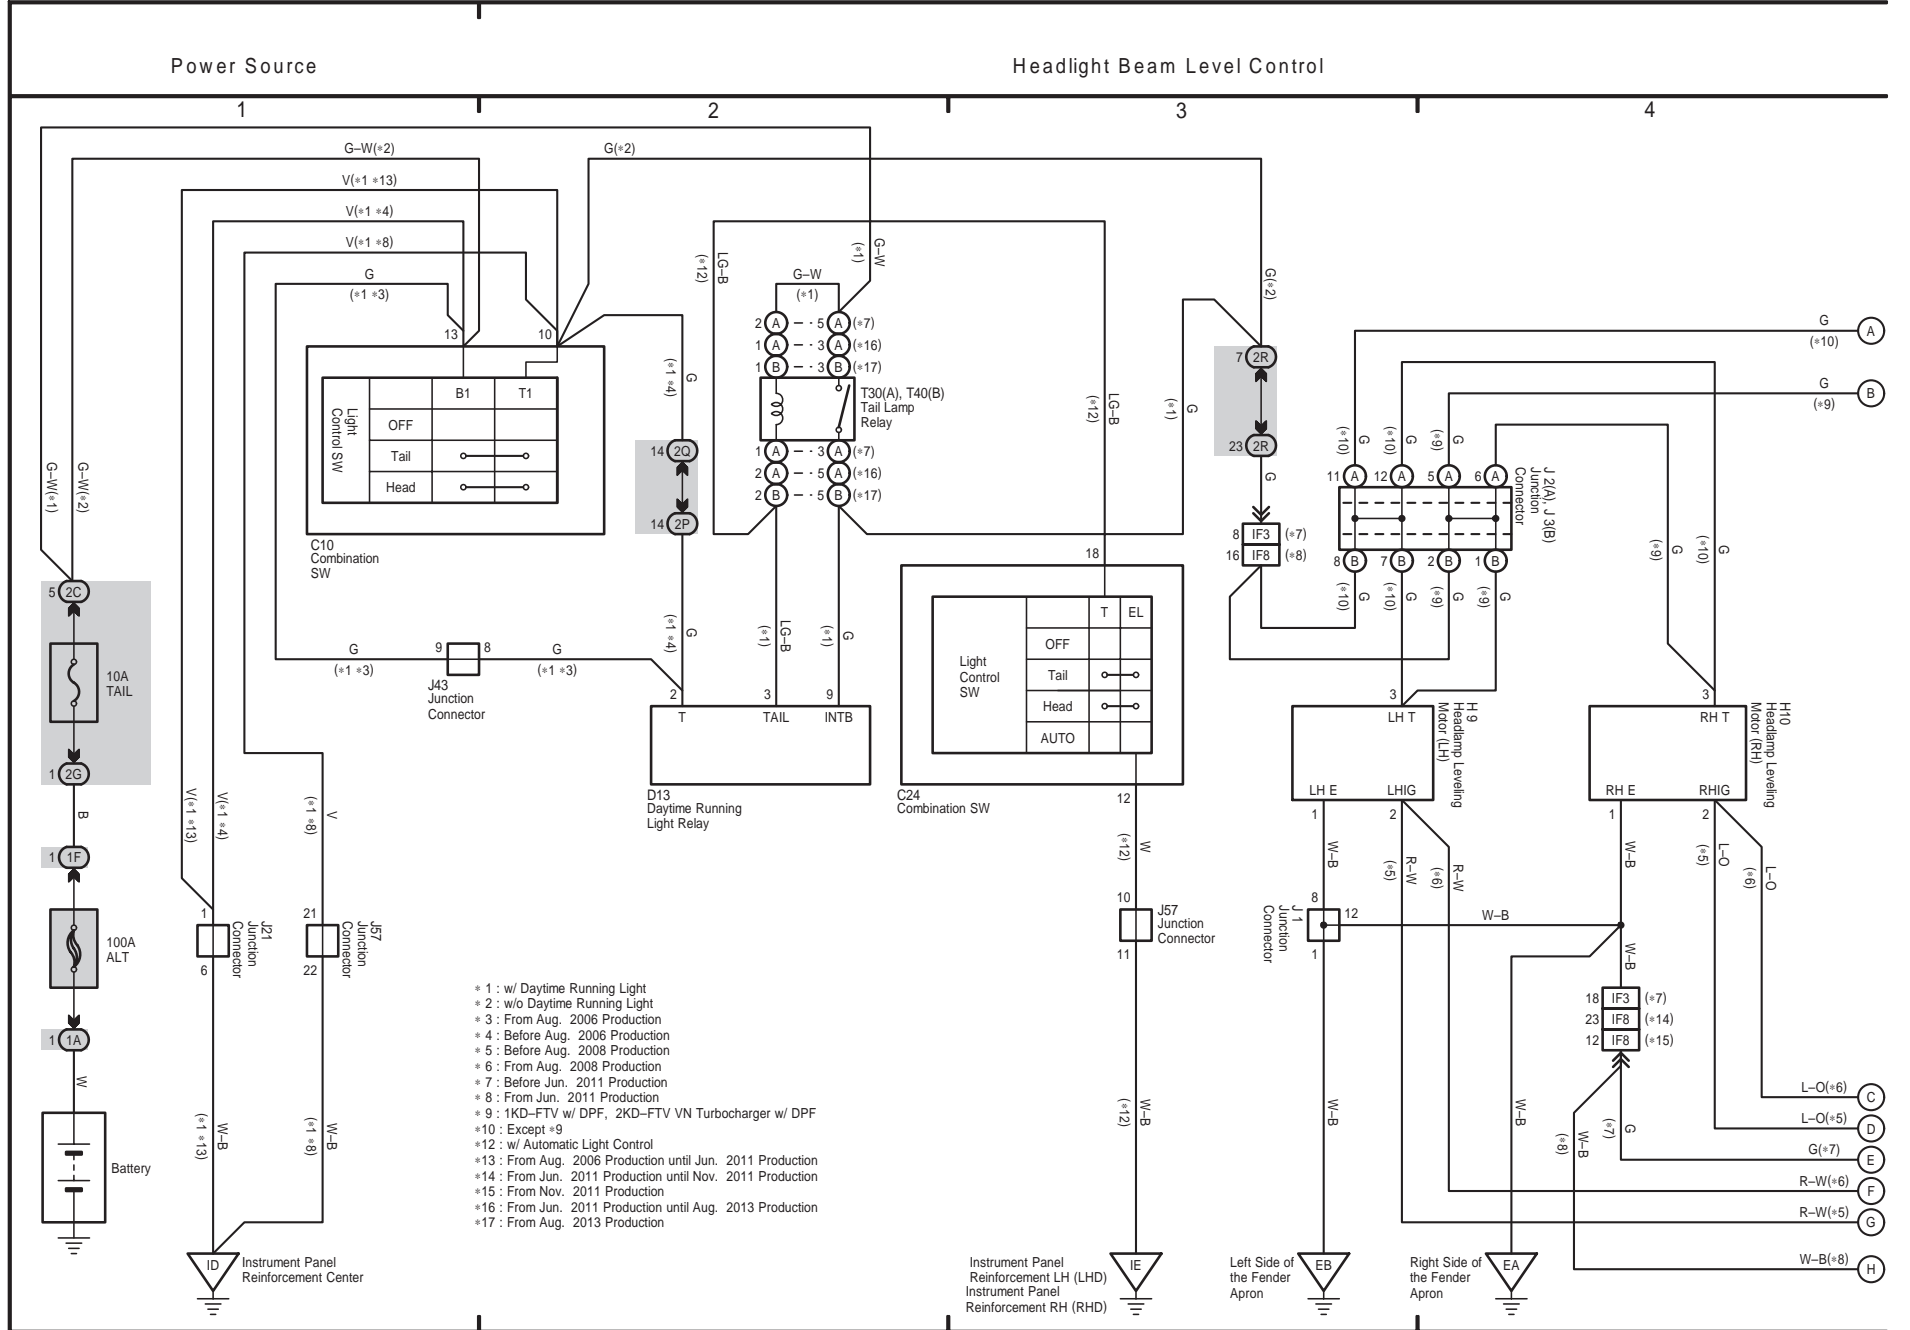 Power Source
Headlight Beam Level Control
1
2
3
4
G–W(*2)
G(*2)
V(*1 *13)
V(*1 *4)
V(*1 *8)
G
(*1 *3)
13
10
B1
T1
OFF
Tail
Head
Light
Control SW
C10
Combination
SW
G–W(*1)
G–W(*2)
5
2C
10A
TAIL
1
2G
B
1
1F
100A
ALT
1
1A
W
Battery
9
8
G
(*1 *3)
G
(*1 *3)
J43
Junction
Connector
V(*1 *13)
V(*1 *4)
V
(*1 *8)
1
6
J21
Junction
Connector
21
22
J57
Junction
Connector
W–B
(*1 *13)
W–B
(*1 *8)
ID
Instrument Panel
Reinforcement Center
G
(*1 *4)
14
2Q
14
2P
G
(*1 *4)
LG–B
(*12)
G–W
(*1)
G–W
(*1)
2 A 5 A (*7)
1 A 3 A (*16)
1 B 3 B (*17)
T30(A), T40(B)
Tail Lamp
Relay
1 A 3 A (*7)
2 A 5 A (*16)
2 B 5 B (*17)
LG–B
(*1)
G
(*1)
2
3
9
T
TAIL
INTB
D13
Daytime Running
Light Relay
LG–B
(*12)
G
(*1)
18
T
EL
OFF
Tail
Head
AUTO
Light
Control
SW
12
C24
Combination SW
W
(*12)
10
11
J57
Junction
Connector
W–B
(*12)
IE
Instrument Panel
Reinforcement LH (LHD)
Instrument Panel
Reinforcement RH (RHD)
G(*2)
7
2R
23
2R
G
8 IF3 (*7)
16 IF8 (*8)
G
(*10)
G
(*10)
G
(*9)
11 A
12 A
5 A
6 A
J 2(A), J 3(B)
Junction
Connector
8 B
7 B
2 B
1 B
G
(*10)
G
(*10)
G
(*9)
G
(*9)
G
(*9)
G
(*10)
3
LH T
LH E
LHIG
1
2
H 9
Headlamp Leveling
Motor (LH)
3
RH T
RH E
RHIG
1
2
H10
Headlamp Leveling
Motor (RH)
W–B
R–W
(*5)
R–W
(*6)
W–B
L–O
(*5)
L–O
(*6)
8
12
1
J 1
Junction
Connector
W–B
W–B
18 IF3 (*7)
23 IF8 (*14)
12 IF8 (*15)
W–B
W–B
W–B
(*8)
G
(*7)
Left Side of
the Fender
Apron
EB
Right Side of
the Fender
Apron
EA
G
(*10)
A
G
(*9)
B
L–O(*6)
C
L–O(*5)
D
G(*7)
E
R–W(*6)
F
R–W(*5)
G
W–B(*8)
H
* 1 : w/ Daytime Running Light
* 2 : w/o Daytime Running Light
* 3 : From Aug. 2006 Production
* 4 : Before Aug. 2006 Production
* 5 : Before Aug. 2008 Production
* 6 : From Aug. 2008 Production
* 7 : Before Jun. 2011 Production
* 8 : From Jun. 2011 Production
* 9 : 1KD–FTV w/ DPF, 2KD–FTV VN Turbocharger w/ DPF
*10 : Except *9
*12 : w/ Automatic Light Control
*13 : From Aug. 2006 Production until Jun. 2011 Production
*14 : From Jun. 2011 Production until Nov. 2011 Production
*15 : From Nov. 2011 Production
*16 : From Jun. 2011 Production until Aug. 2013 Production
*17 : From Aug. 2013 Production